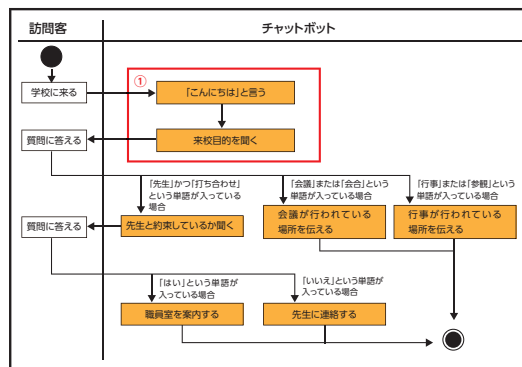 訪問客
チャットボット
学校に来る
①
「こんにちは」と言う
質問に答える
来校目的を聞く
「先生」かつ「打ち合わせ」
という単語が入っている
場合
「会議」または「会合」という
単語が入っている場合
「行事」または「参観」という
単語が入っている場合
質問に答える
先生と約束しているか聞く
会議が行われている
場所を伝える
行事が行われている
場所を伝える
「はい」という単語が
入っている場合
「いいえ」という単語が
入っている場合
職員室を案内する
先生に連絡する